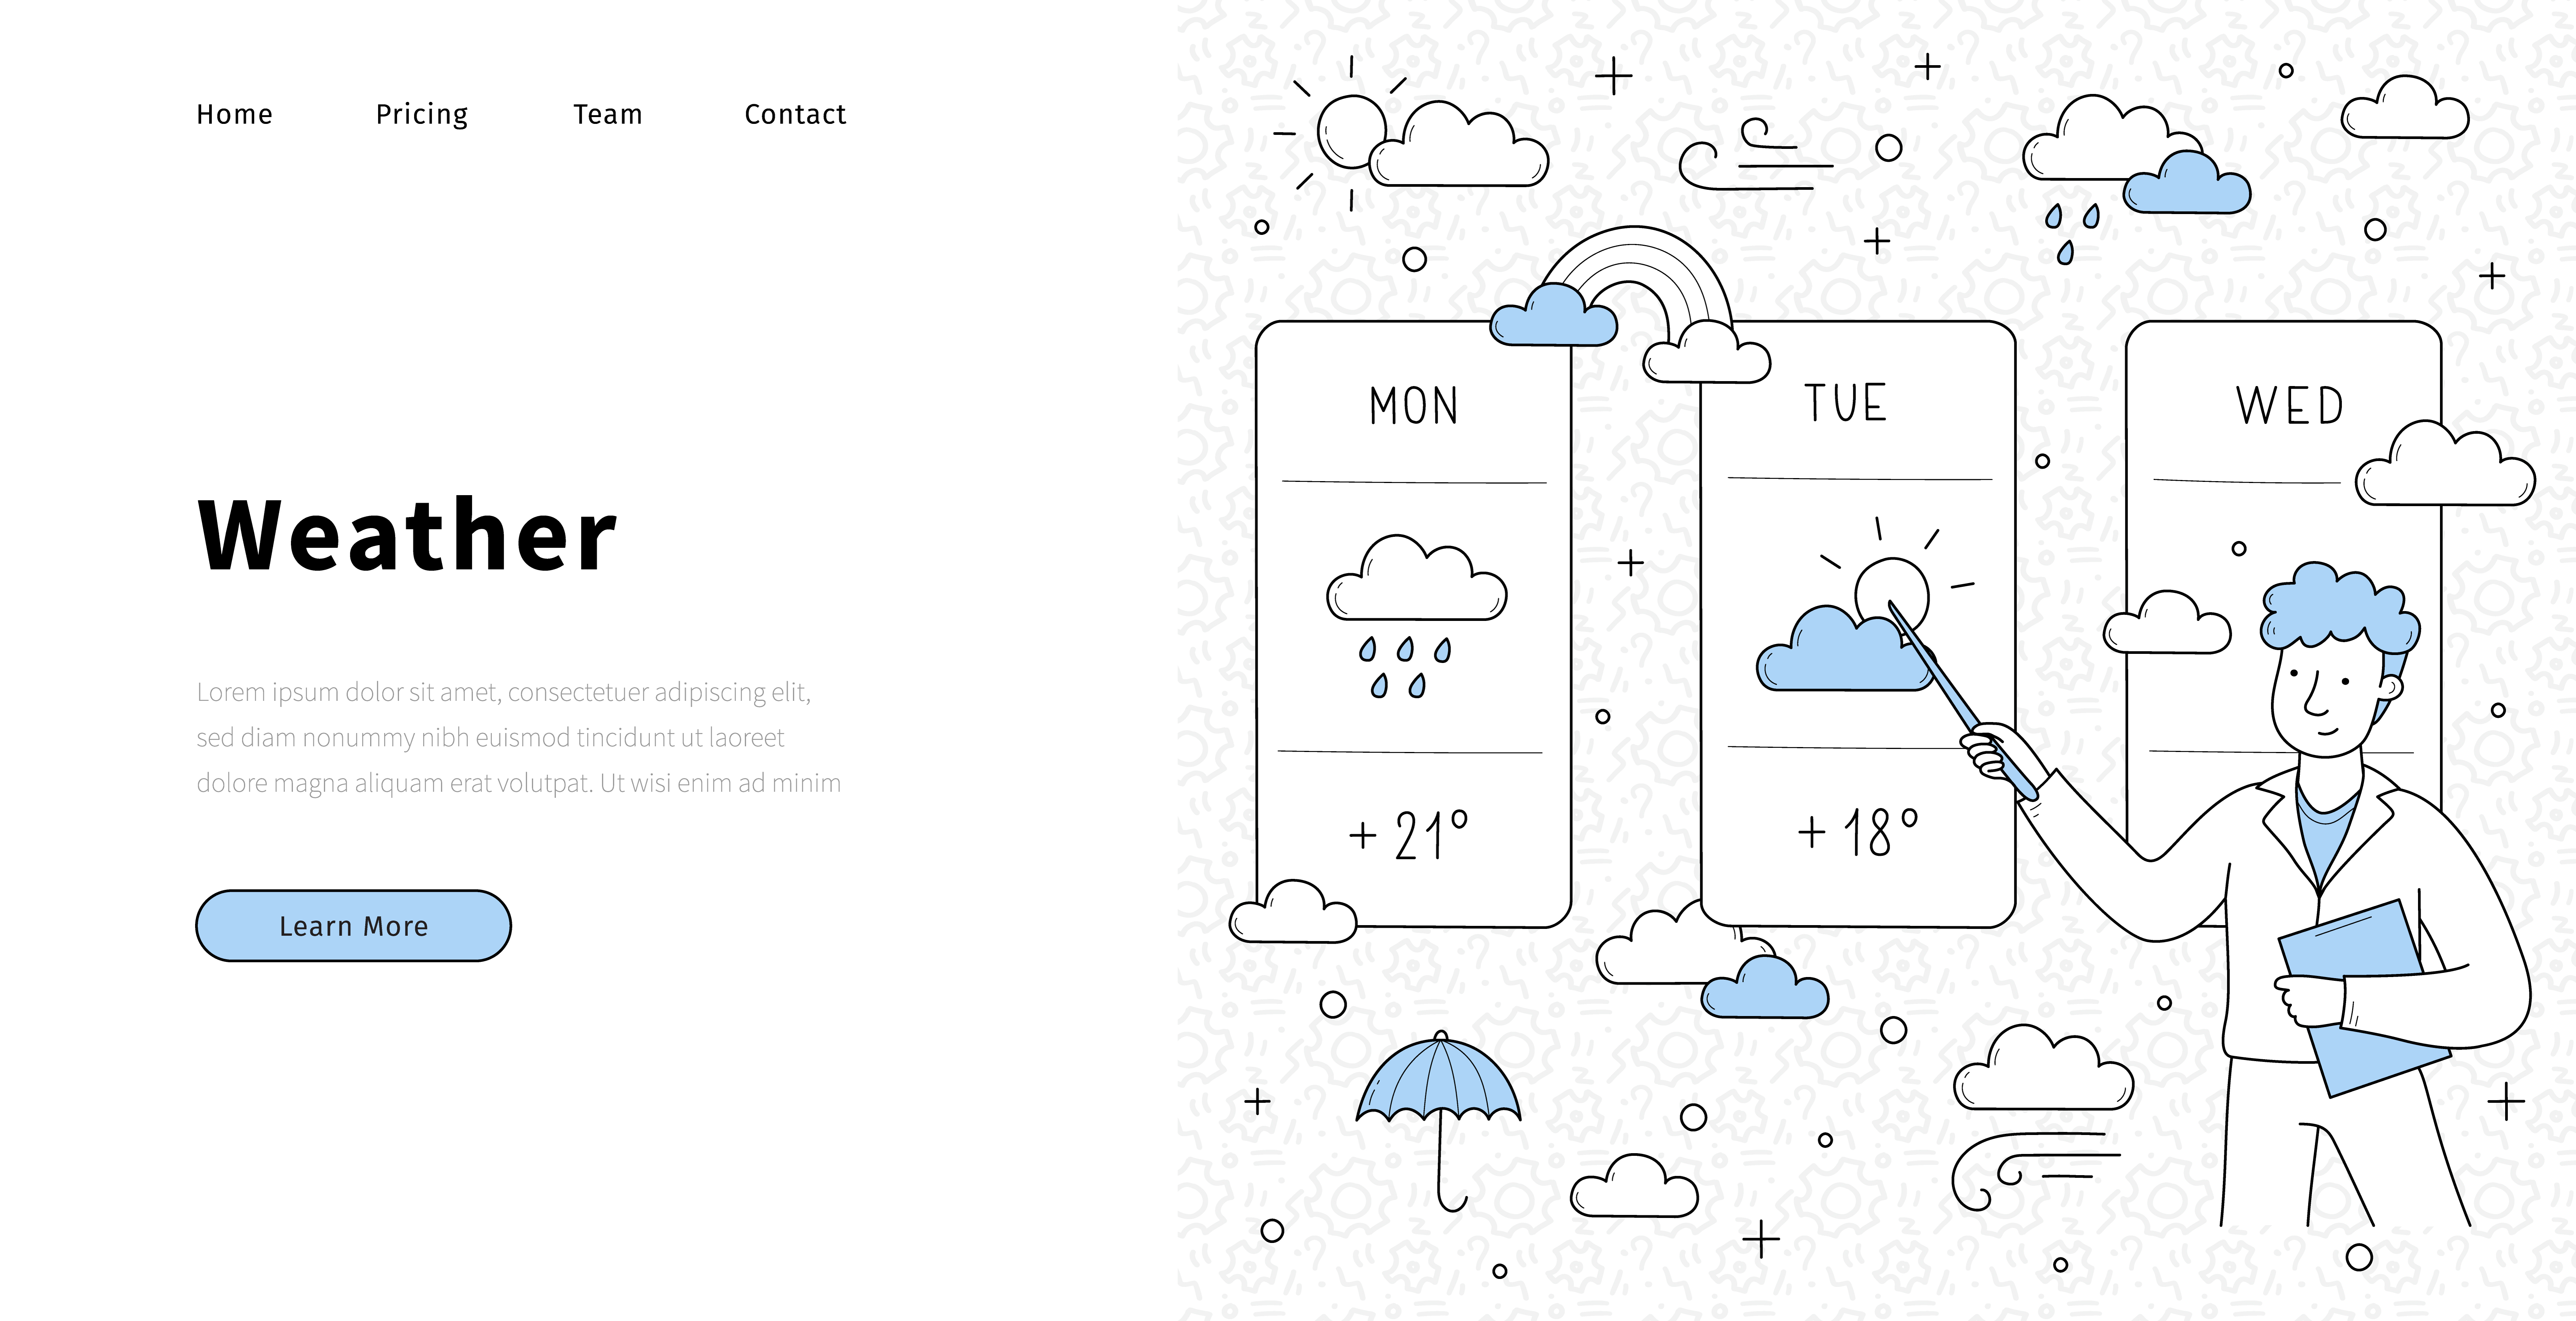 Home Pricing Team Contact
Weather
Lorem ipsum dolor sit amet, consectetuer adipiscing elit,
sed diam nonummy nibh euismod tincidunt ut laoreet
dolore magna aliquam erat volutpat. Ut wisi enim ad minim
Learn More
MON TUE WED
+21° +18°